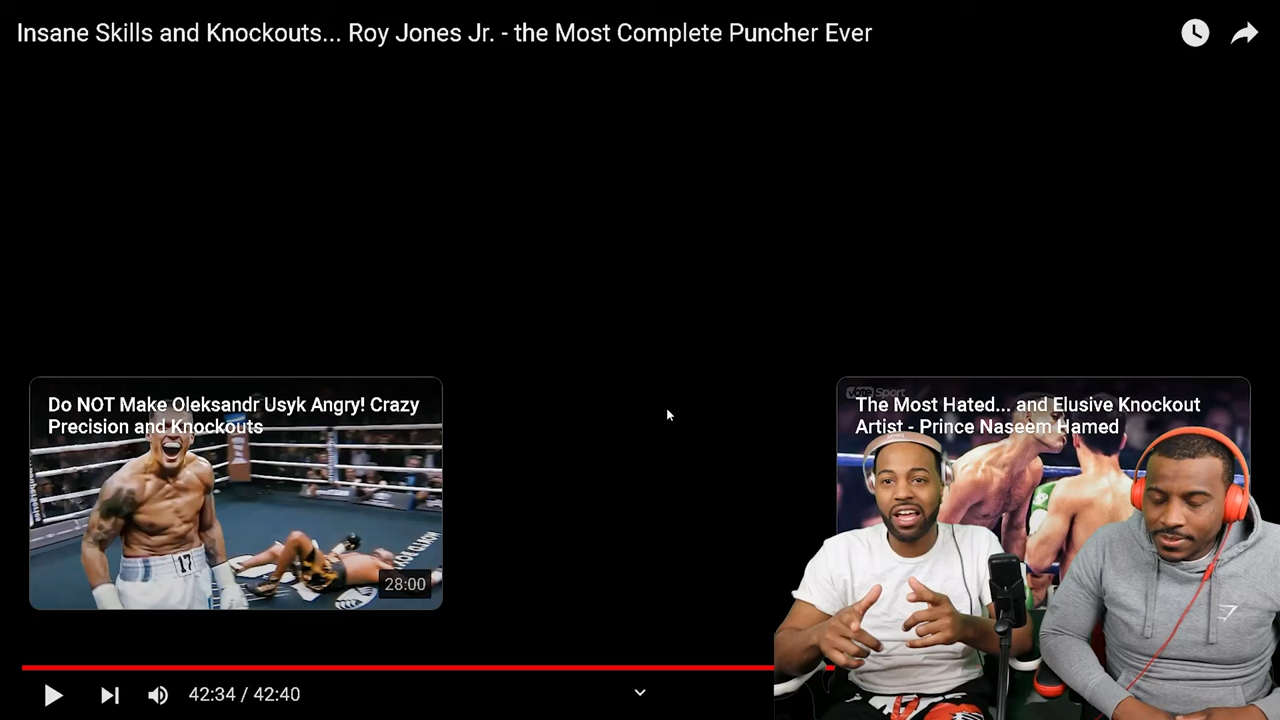 Insane Skills and Knockouts... Roy Jones Jr. - the Most Complete Puncher Ever
Do NOT Make Oleksandr Usyk Angry! Crazy
Precision and Knockouts
17
28:00
The Most Hated... and Elusive Knockout
Artist - Prince Naseem Hamed
42:34 / 42:40